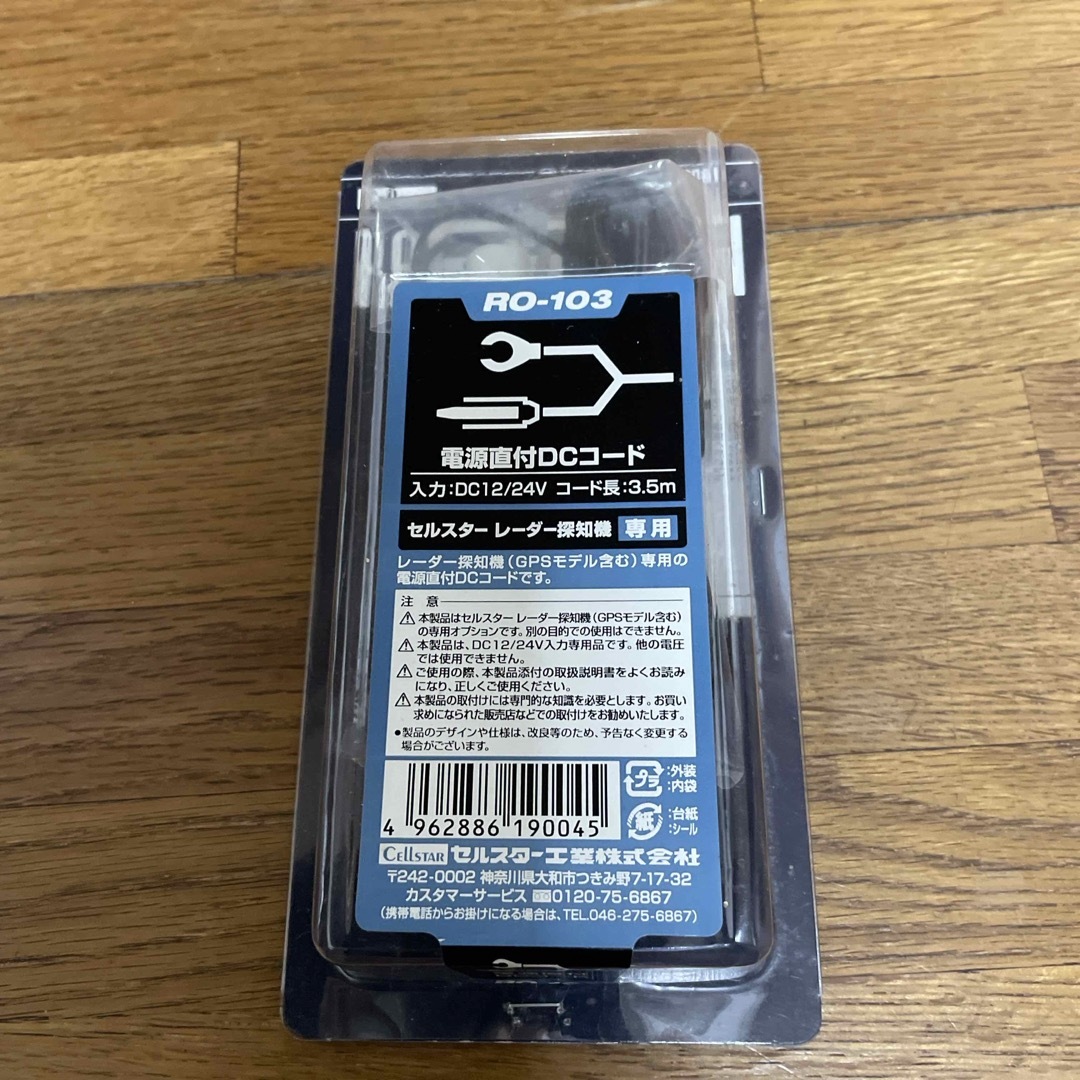 RO-103
電源直付DCコード
入力:DC12/24V コード長:3.5m
セルスター レーダー探知機 専用
レーダー探知機(GPSモデル含む)専用の
電源直付DCコードです。
注 意
本製品はセルスター レーダー探知機(GPSモデル含む)
の専用オプションです。別の目的での使用はできません。
本製品は、DC12/24V入力専用品です。他の電圧
では使用できません。
ご使用の際、本製品添付の取扱説明書をよくお読み
になり、正しくご使用ください。
本製品の取付けには専門的な知識を必要とします。お買い
求めになられた販売店などでの取付けをお勧めいたします。
●製品のデザインや仕様は、改良等のため、予告なく変更する
場合がございます。
プラ :外装
:内袋
紙 :台紙
:シール
4 962886 190045
CELLSTAR セルスター工業株式会社
〒242-0002 神奈川県大和市つきみ野7-17-32
カスタマーサービス 0120-75-6867
(携帯電話からお掛けになる場合は、TEL.046-275-6867)